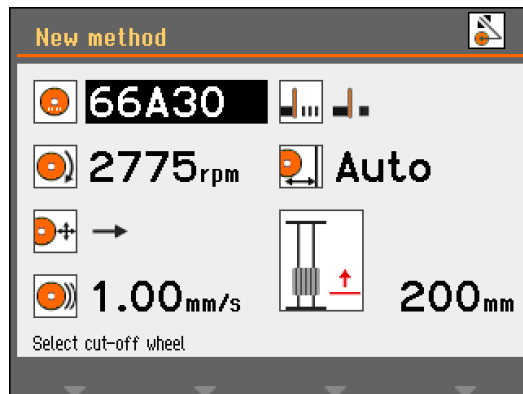 New method
66A30
2775rpm
Auto
1.00mm/s
200mm
Select cut-off wheel